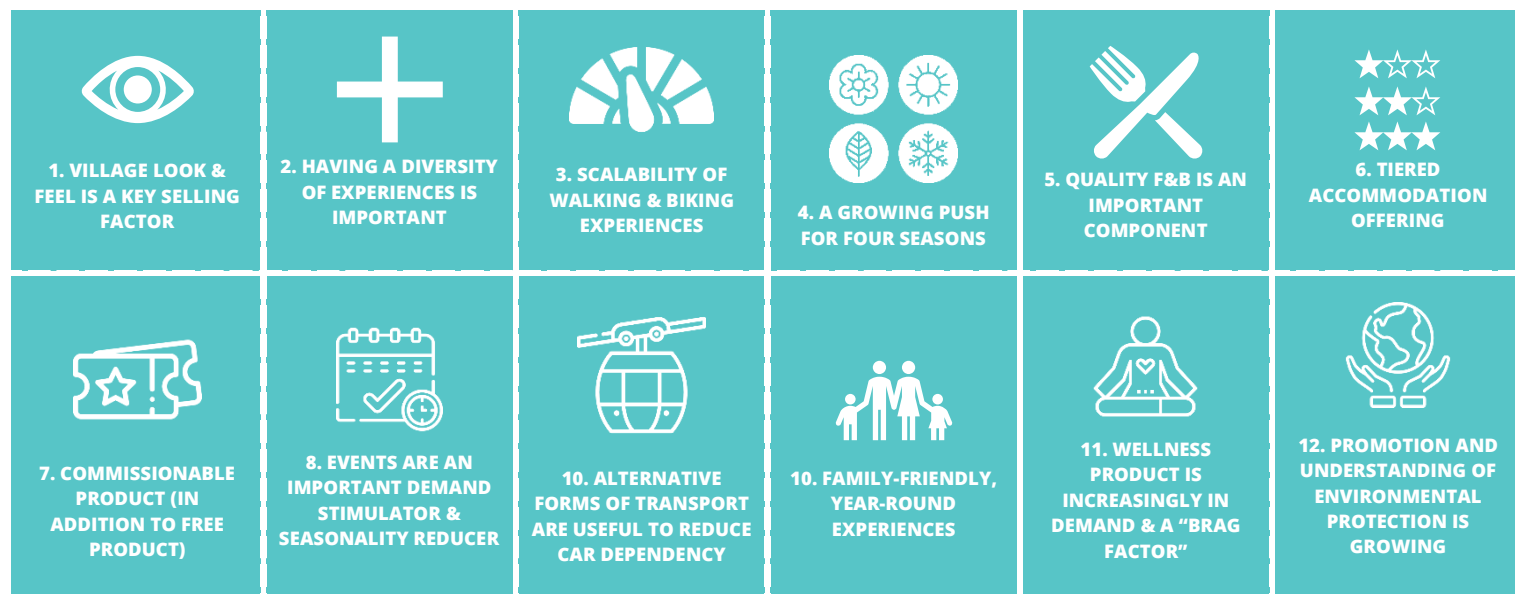 1. VILLAGE LOOK &
FEEL IS A KEY SELLING
FACTOR
2. HAVING A DIVERSITY
OF EXPERIENCES IS
IMPORTANT
3. SCALABILITY OF
WALKING & BIKING
EXPERIENCES
4. A GROWING PUSH
FOR FOUR SEASONS
5. QUALITY F&B IS AN
IMPORTANT
COMPONENT
6. TIERED
ACCOMMODATION
OFFERING
7. COMMISSIONABLE
PRODUCT (IN
ADDITION TO FREE
PRODUCT)
8. EVENTS ARE AN
IMPORTANT DEMAND
STIMULATOR &
SEASONALITY REDUCER
10. ALTERNATIVE
FORMS OF TRANSPORT
ARE USEFUL TO REDUCE
CAR DEPENDENCY
10. FAMILY-FRIENDLY,
YEAR-ROUND
EXPERIENCES
11. WELLNESS
PRODUCT IS
INCREASINGLY IN
DEMAND & A “BRAG
FACTOR”
12. PROMOTION AND
UNDERSTANDING OF
ENVIRONMENTAL
PROTECTION IS
GROWING